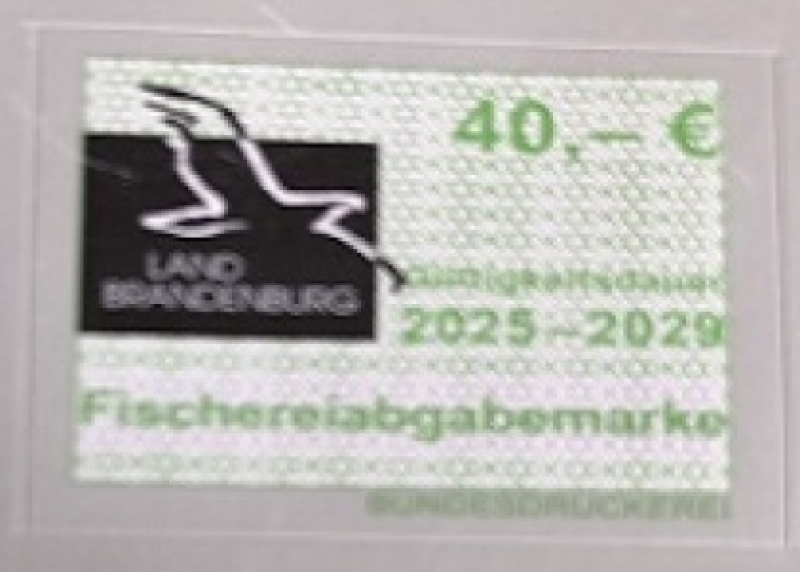 40,– €
LAND
BRANDENBURG
Gültigkeitsdauer
2025–2029
Fischereiabgabemarke
BUNDESDRUCKEREI